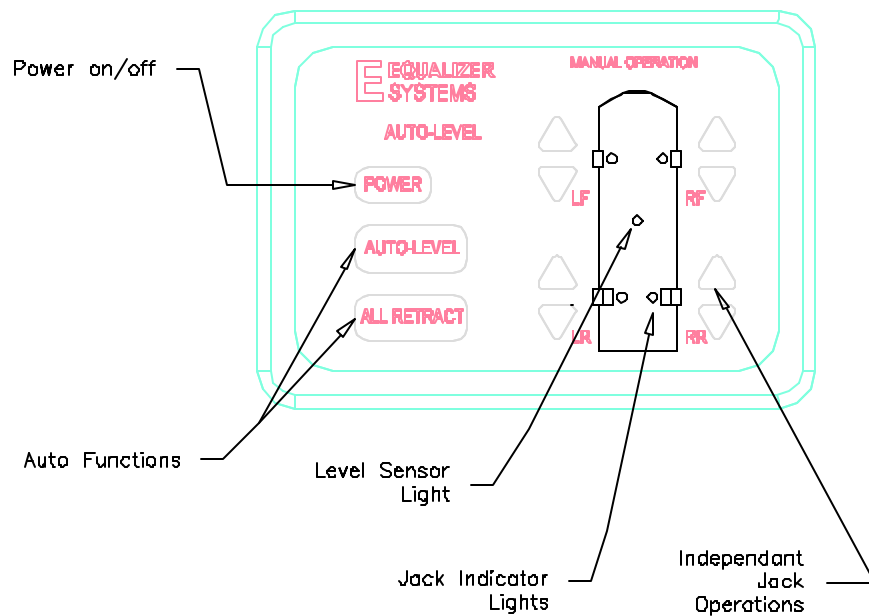 Power on/off
EQUALIZER
SYSTEMS
MANUAL OPERATION
AUTO-LEVEL
POWER
LF
RF
AUTO-LEVEL
ALL RETRACT
LR
RR
Auto Functions
Level Sensor
Light
Jack Indicator
Lights
Independant
Jack
Operations